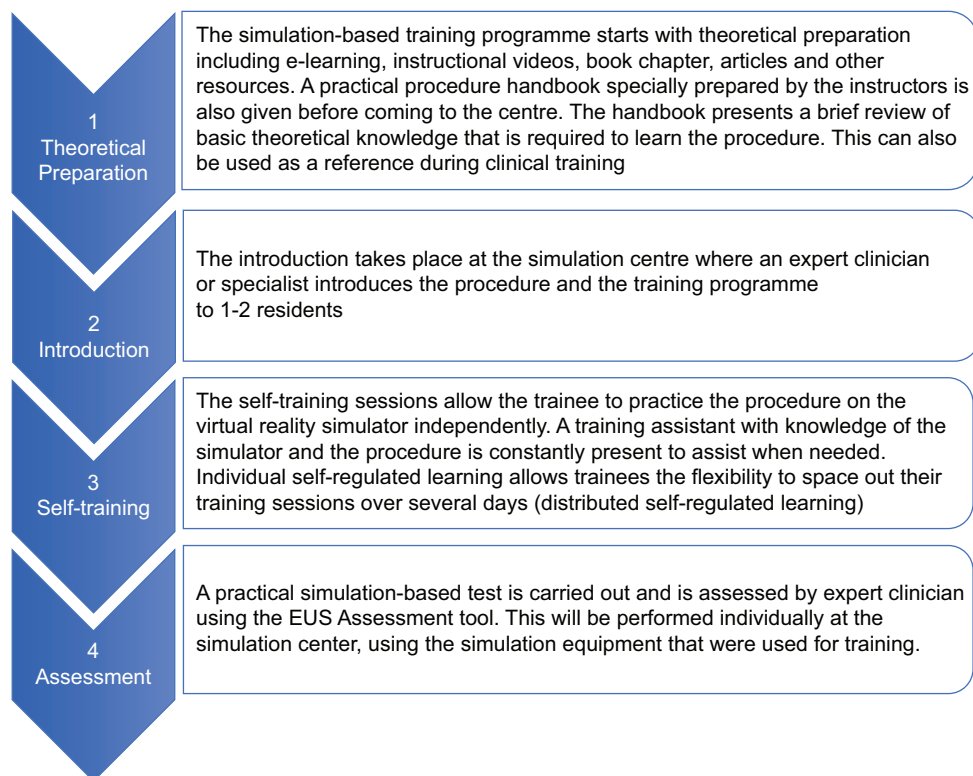 1
Theoretical
Preparation
The simulation-based training programme starts with theoretical preparation
including e-learning, instructional videos, book chapter, articles and other
resources. A practical procedure handbook specially prepared by the instructors is
also given before coming to the centre. The handbook presents a brief review of
basic theoretical knowledge that is required to learn the procedure. This can also
be used as a reference during clinical training
2
Introduction
The introduction takes place at the simulation centre where an expert clinician
or specialist introduces the procedure and the training programme
to 1-2 residents
3
Self-training
The self-training sessions allow the trainee to practice the procedure on the
virtual reality simulator independently. A training assistant with knowledge of the
simulator and the procedure is constantly present to assist when needed.
Individual self-regulated learning allows trainees the flexibility to space out their
training sessions over several days (distributed self-regulated learning)
4
Assessment
A practical simulation-based test is carried out and is assessed by expert clinician
using the EUS Assessment tool. This will be performed individually at the
simulation center, using the simulation equipment that were used for training.